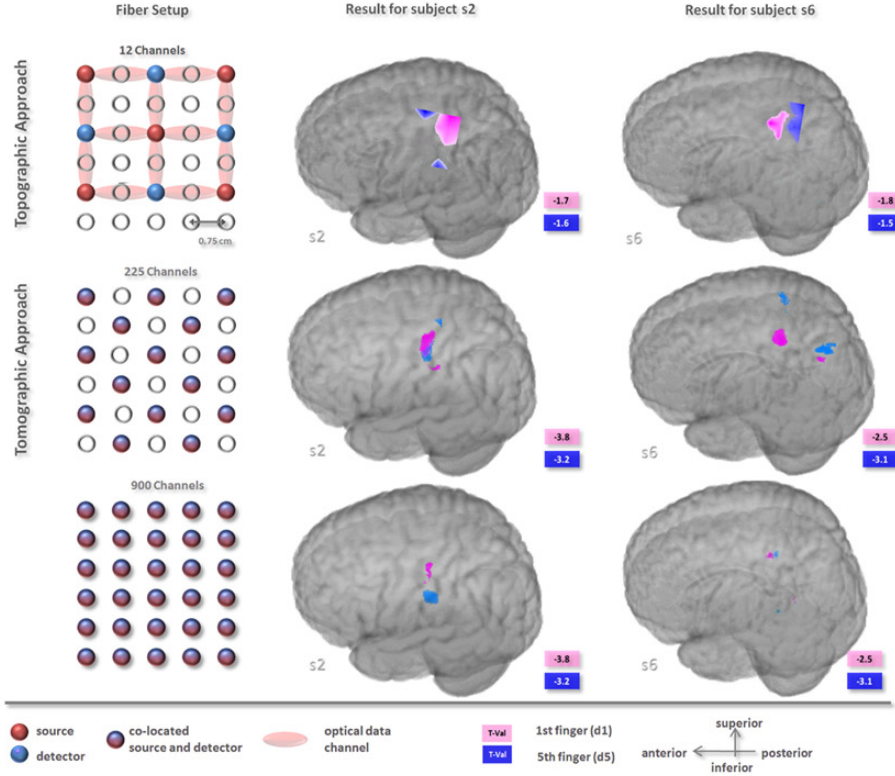 Fiber Setup
Result for subject s2
Result for subject s6
Topographic Approach
12 Channels
0.75 cm
s2
-1.7
-1.6
s6
-1.8
-1.5
Tomographic Approach
225 Channels
s2
-3.8
-3.2
s6
-2.5
-3.1
900 Channels
s2
-3.8
-3.2
s6
-2.5
-3.1
source
detector
co-located
source and detector
optical data
channel
T-Val
1st finger (d1)
T-Val
5th finger (d5)
superior
anterior
posterior
inferior